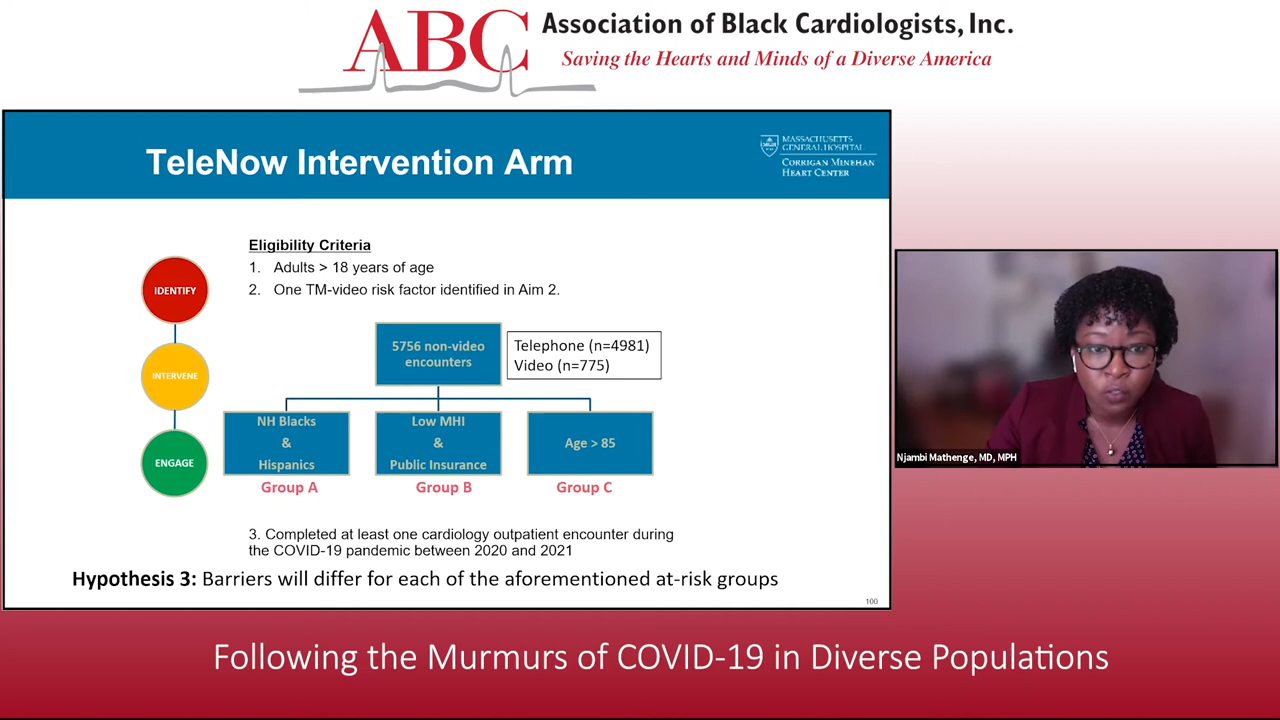 ABC
Association of Black Cardiologists, Inc.
Saving the Hearts and Minds of a Diverse America
TeleNow Intervention Arm
MGH
MASSACHUSETTS
GENERAL HOSPITAL
CORRIGAN MINEHAN
HEART CENTER
Eligibility Criteria
1. Adults > 18 years of age
2. One TM-video risk factor identified in Aim 2.
IDENTIFY
INTERVENE
ENGAGE
5756 non-video
encounters
Telephone (n=4981)
Video (n=775)
NH Blacks
&
Hispanics
Group A
Low MHI
&
Public Insurance
Group B
Age > 85
Group C
3. Completed at least one cardiology outpatient encounter during
the COVID-19 pandemic between 2020 and 2021
Hypothesis 3: Barriers will differ for each of the aforementioned at-risk groups
100
Njambi Mathenge, MD, MPH
Following the Murmurs of COVID-19 in Diverse Populations